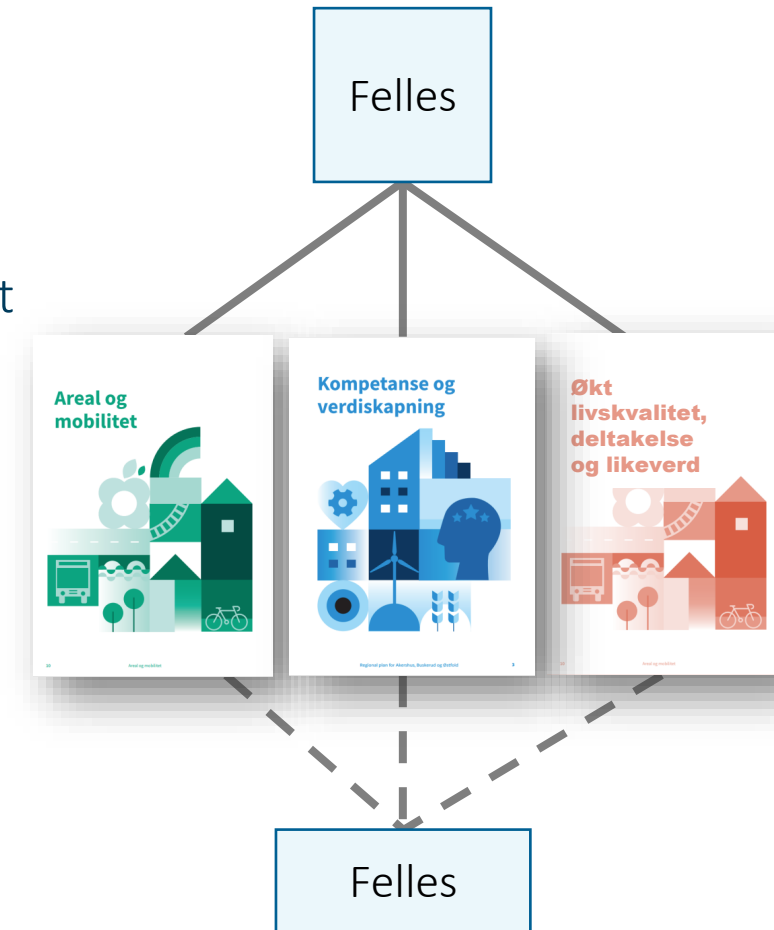 Felles
t
Areal og
mobilitet
Kompetanse og
verdiskapning
Økt
livskvalitet,
deltakelse
og likeverd
Areal og mobilitet
Regional plan for Akershus, Buskerud og Østfold
3
Areal og mobilitet
Felles